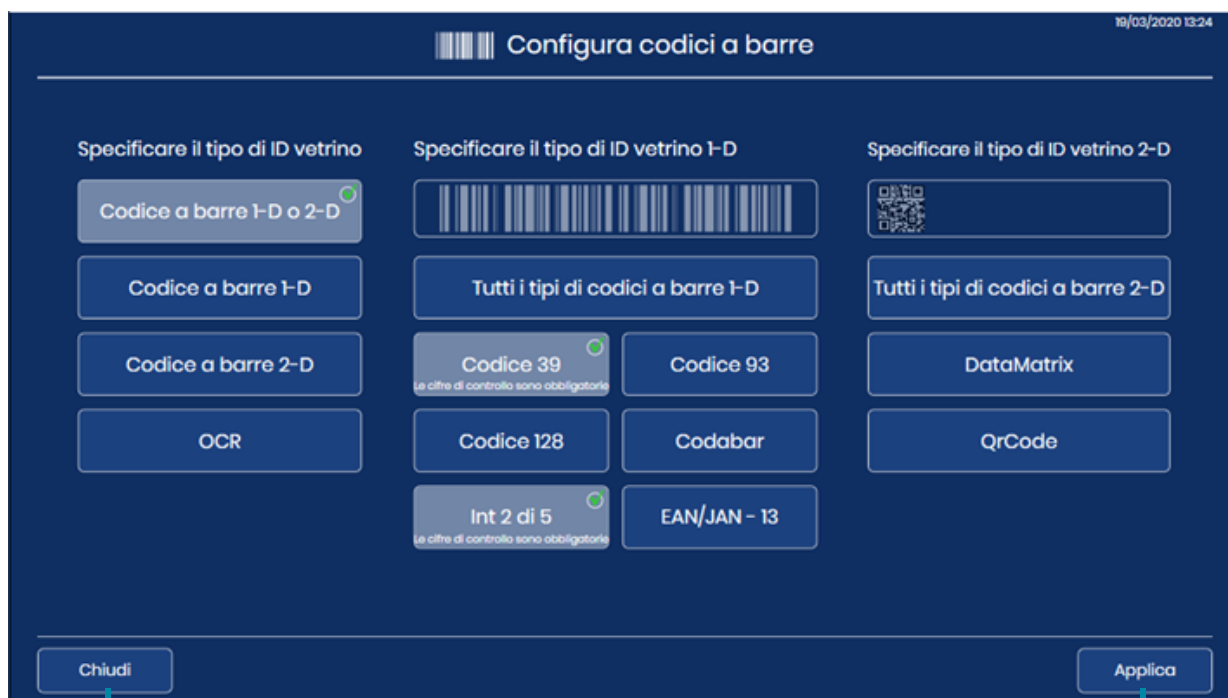 19/03/2020 13:24
Configura codici a barre
Specificare il tipo di ID vetrino
Codice a barre 1-D o 2-D
Codice a barre 1-D
Codice a barre 2-D
OCR
Specificare il tipo di ID vetrino 1-D
Tutti i tipi di codici a barre 1-D
Codice 39
Le cifre di controllo sono obbligatorie
Codice 93
Codice 128
Codabar
Int 2 di 5
Le cifre di controllo sono obbligatorie
EAN/JAN - 13
Specificare il tipo di ID vetrino 2-D
Tutti i tipi di codici a barre 2-D
DataMatrix
QrCode
Chiudi
Applica